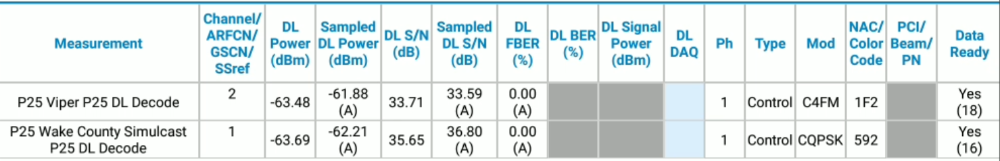 Measurement
Channel/
ARFCN/
GSCN/
SSref
DL
Power
(dBm)
Sampled
DL Power
(dBm)
DL S/N
(dB)
Sampled
DL S/N
(dB)
DL
FBER
(%)
DL BER
(%)
DL Signal
Power
(dBm)
DL
DAQ
Ph
Type
Mod
NAC/
Color
Code
PCI/
Beam/
PN
Data
Ready
P25 Viper P25 DL Decode
2
-63.48
-61.88
(A)
33.71
33.59
(A)
0.00
(A)
1
Control
C4FM
1F2
Yes
(18)
P25 Wake County Simulcast
P25 DL Decode
1
-63.69
-62.21
(A)
35.65
36.80
(A)
0.00
(A)
1
Control
CQPSK
592
Yes
(16)